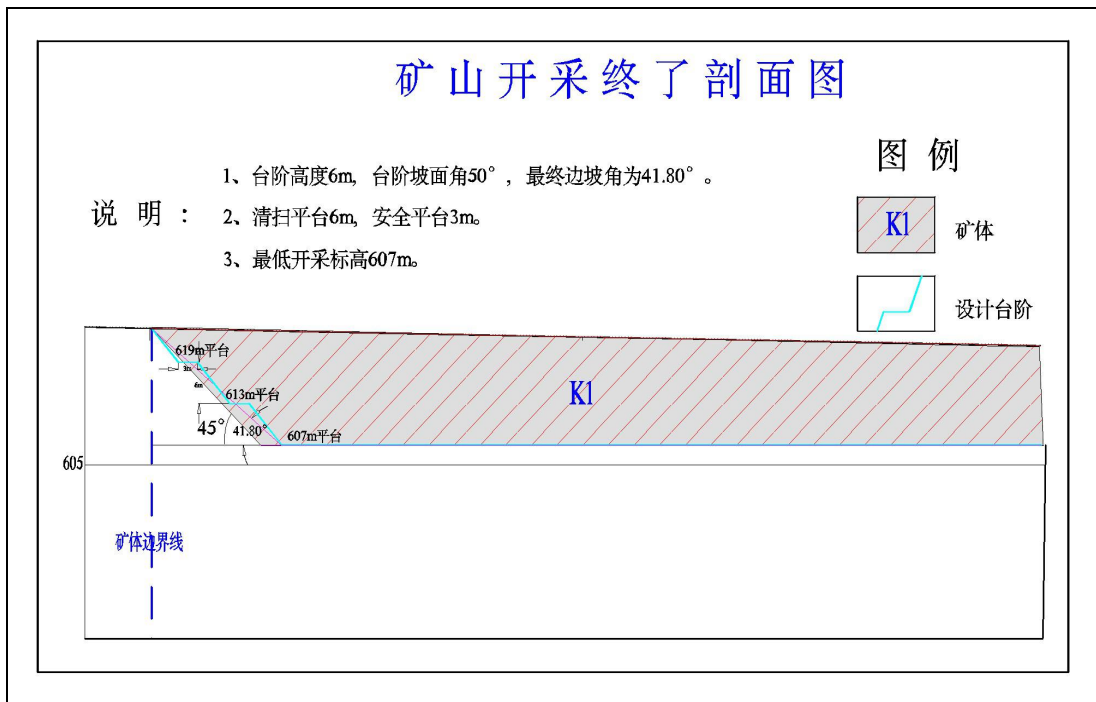 矿山开采终了剖面图
说 明 ：
1、台阶高度6m, 台阶坡面角50°, 最终边坡角为41.80°。
2、清扫平台6m, 安全平台3m。
3、最低开采标高607m。
图 例
K1
矿体
设计台阶
619m平台
3m
6m
613m平台
K1
45°
41.80°
607m平台
605
矿体边界线